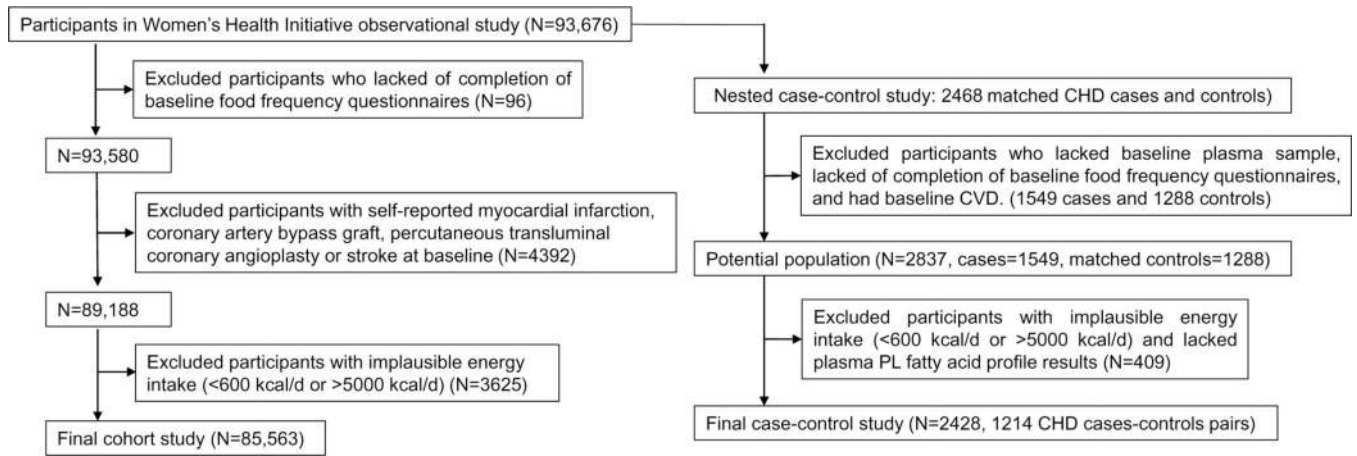 Participants in Women's Health Initiative observational study (N=93,676)
Excluded participants who lacked of completion of
baseline food frequency questionnaires (N=96)
N=93,580
Excluded participants with self-reported myocardial infarction,
coronary artery bypass graft, percutaneous transluminal
coronary angioplasty or stroke at baseline (N=4392)
N=89,188
Excluded participants with implausible energy
intake (<600 kcal/d or >5000 kcal/d) (N=3625)
Final cohort study (N=85,563)
Nested case-control study: 2468 matched CHD cases and controls)
Excluded participants who lacked baseline plasma sample,
lacked of completion of baseline food frequency questionnaires,
and had baseline CVD. (1549 cases and 1288 controls)
Potential population (N=2837, cases=1549, matched controls=1288)
Excluded participants with implausible energy
intake (<600 kcal/d or >5000 kcal/d) and lacked
plasma PL fatty acid profile results (N=409)
Final case-control study (N=2428, 1214 CHD cases-controls pairs)